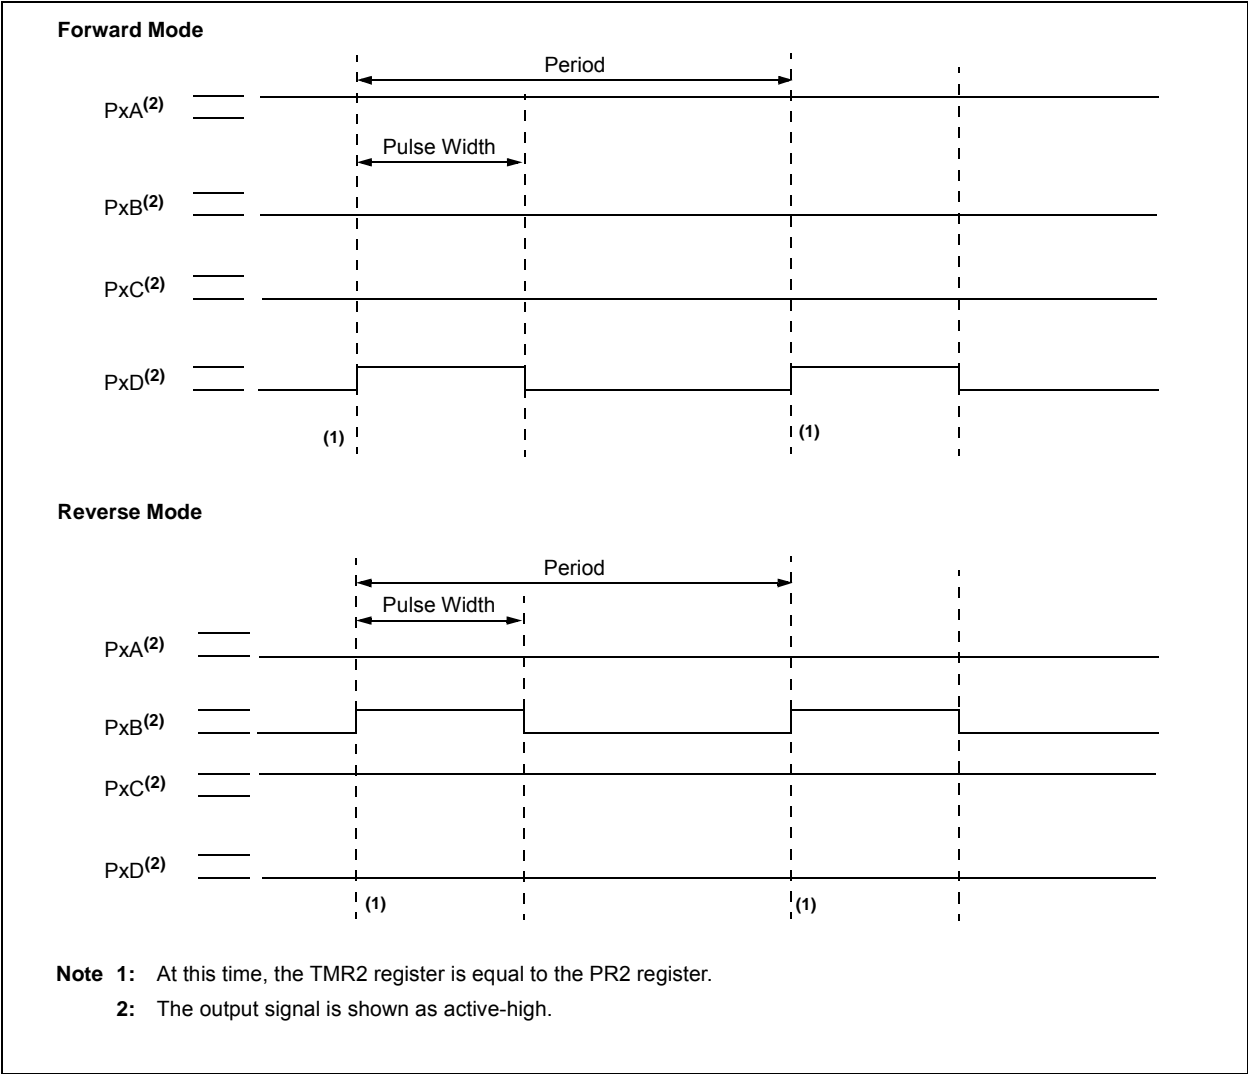 Forward Mode
Period
PxA(2)
Pulse Width
PxB(2)
PxC(2)
PxD(2)
(1) (1)
Reverse Mode
Period
Pulse Width
PxA(2)
PxB(2)
PxC(2)
PxD(2)
(1) (1)
Note 1: At this time, the TMR2 register is equal to the PR2 register.
2: The output signal is shown as active-high.